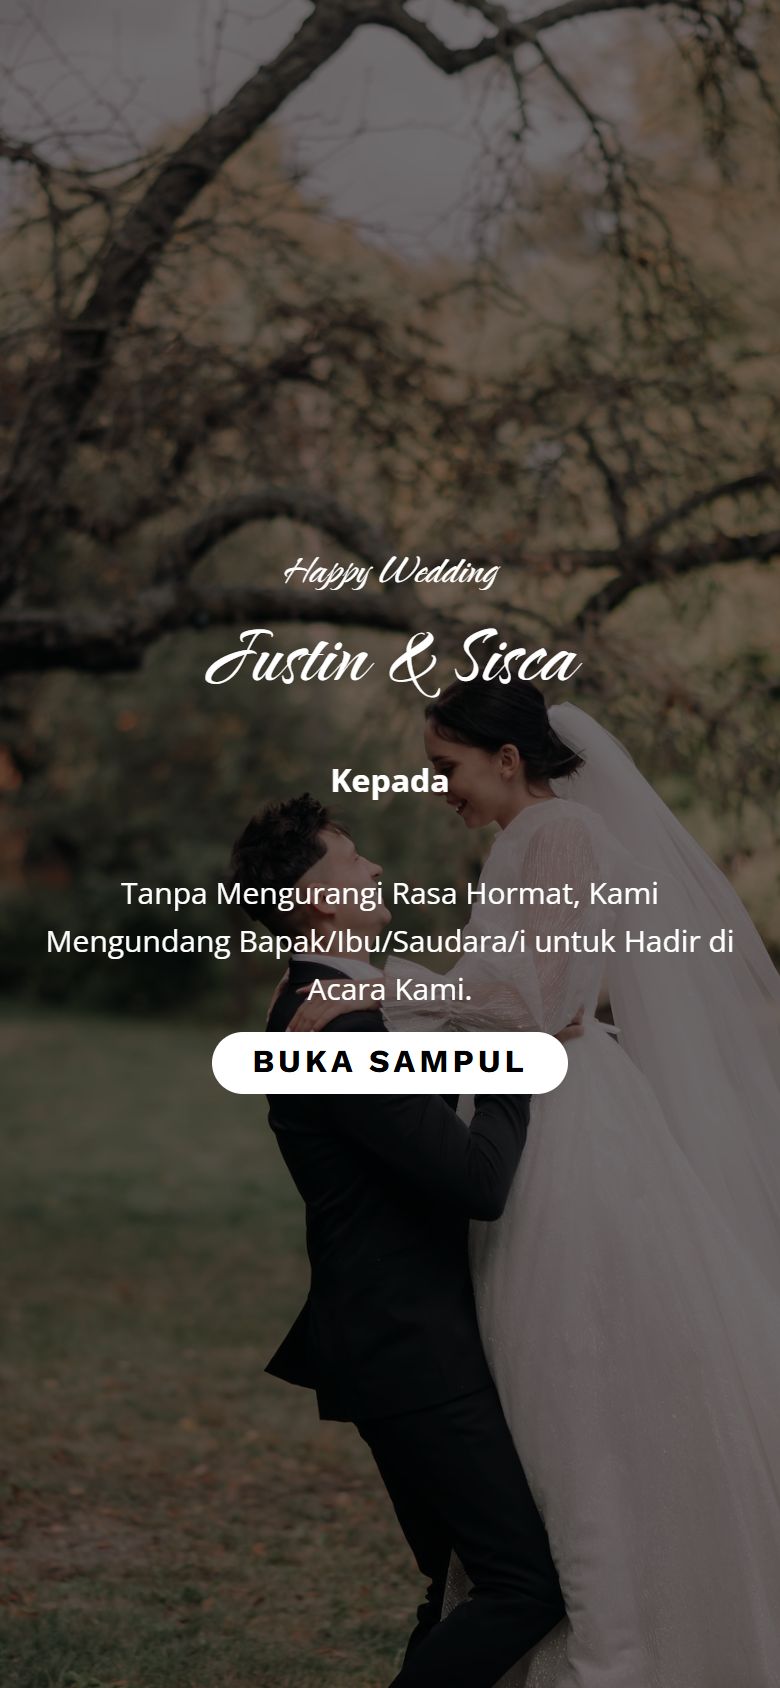 Happy Wedding
Justin & Sisca
Kepada
Tanpa Mengurangi Rasa Hormat, Kami
Mengundang Bapak/Ibu/Saudara/i untuk Hadir di
Acara Kami.
BUKA SAMPUL